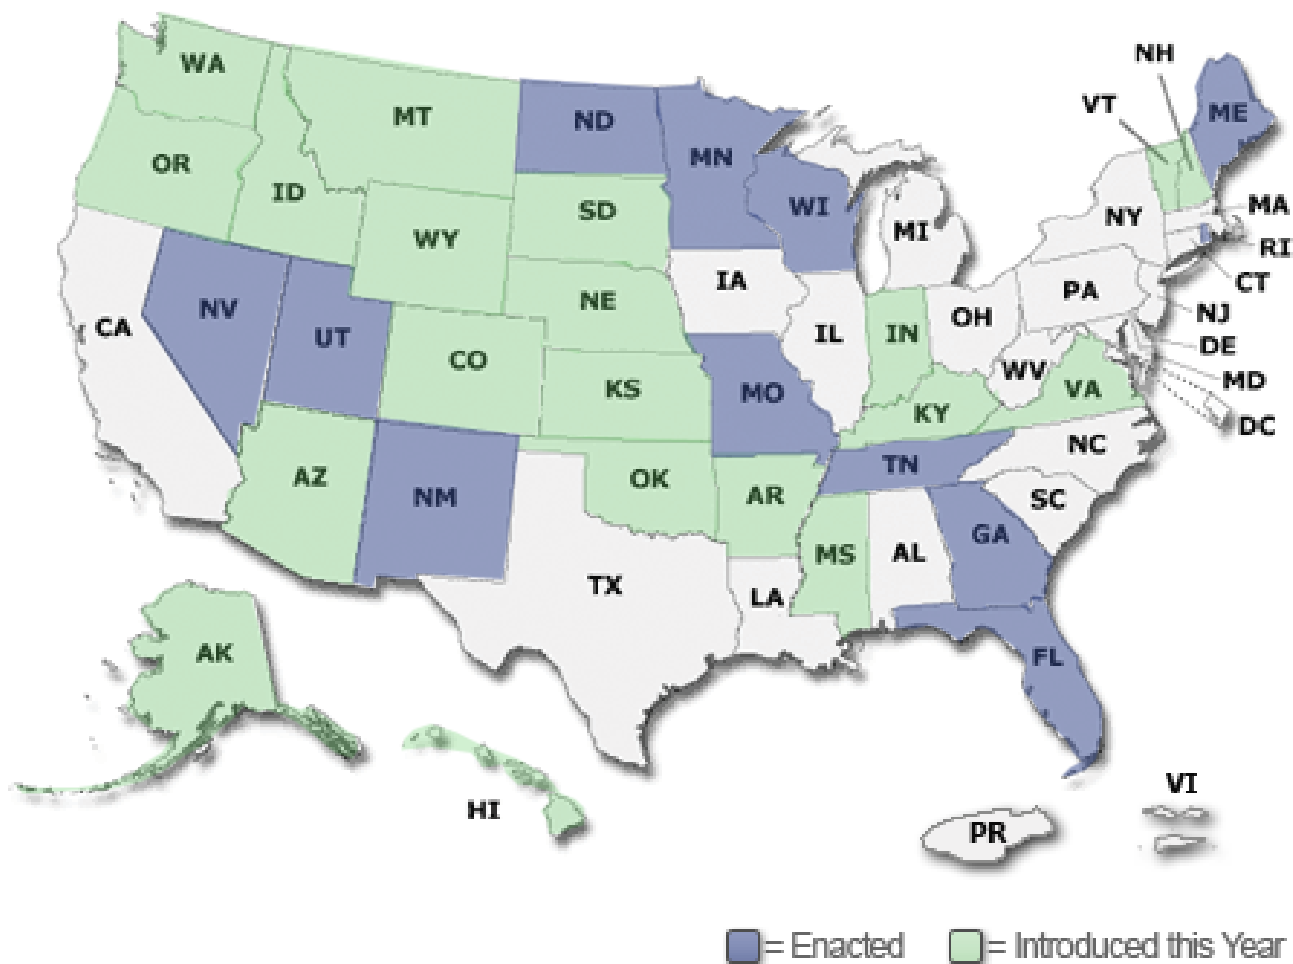 NH
WA
VT
ME
MT
ND
MN
OR
ID
WI
MA
SD
NY
WY
MI
RI
CT
IA
PA
NE
NV
NJ
OH
CA
IL
IN
UT
DE
CO
WV
MD
KS
MO
VA
KY
DC
NC
TN
AZ
OK
AR
NM
SC
GA
MS
AL
TX
LA
AK
FL
VI
HI
PR
= Enacted
= Introduced this Year